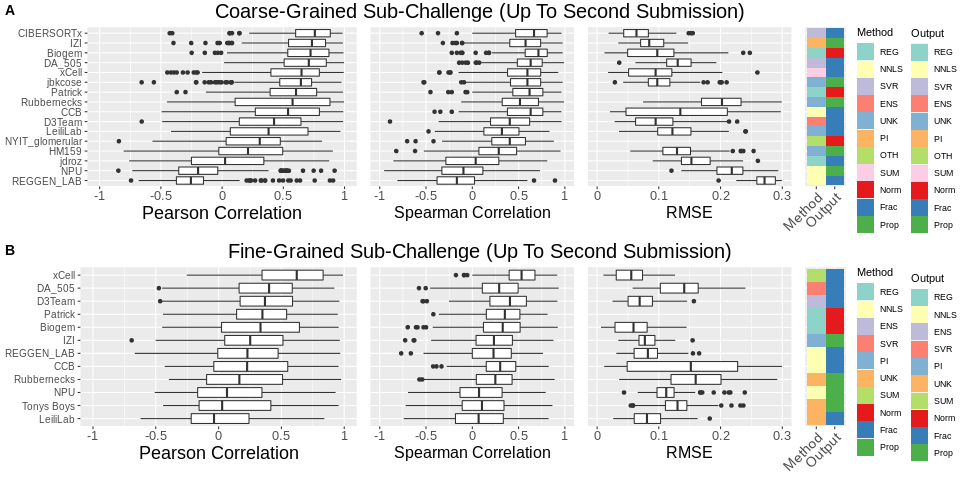 A
Coarse-Grained Sub-Challenge (Up To Second Submission)
CIBERSORTx
IZI
Biogem
DA_505
xCell
jbkcose
Patrick
Rubbernecks
CCB
D3Team
LeiliLab
NYIT_glomerular
HM159
jdroz
NPU
REGGEN_LAB
-1 -0.5 0 0.5 1
Pearson Correlation
-1 -0.5 0 0.5 1
Spearman Correlation
0 0.1 0.2 0.3
RMSE
Method
Output
Method
REG
NNLS
SVR
ENS
UNK
PI
OTH
SUM
Norm
Frac
Prop
Output
REG
NNLS
SVR
ENS
UNK
PI
OTH
SUM
Norm
Frac
Prop
B
Fine-Grained Sub-Challenge (Up To Second Submission)
xCell
DA_505
D3Team
Patrick
Biogem
IZI
REGGEN_LAB
CCB
Rubbernecks
NPU
Tonys Boys
LeiliLab
-1 -0.5 0 0.5 1
Pearson Correlation
-1 -0.5 0 0.5 1
Spearman Correlation
0 0.1 0.2 0.3
RMSE
Method
Output
Method
REG
NNLS
ENS
SVR
PI
UNK
SUM
Norm
Frac
Prop
Output
REG
NNLS
ENS
SVR
PI
UNK
SUM
Norm
Frac
Prop